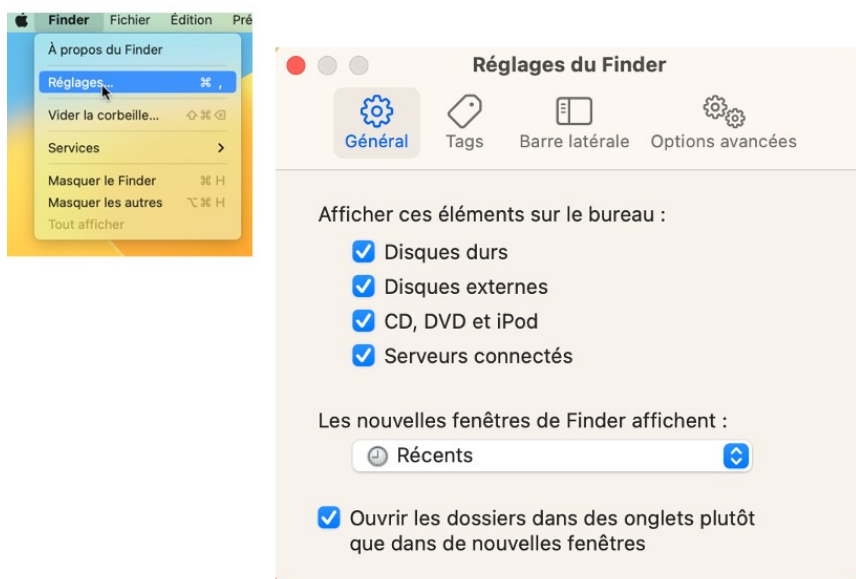 Finder Fichier Édition Pré
À propos du Finder
Réglages... ⌘ ,
Vider la corbeille... ⇧ ⌘ ⌫
Services >
Masquer le Finder ⌘ H
Masquer les autres ⌥ ⌘ H
Tout afficher
Réglages du Finder
Général Tags Barre latérale Options avancées
Afficher ces éléments sur le bureau :
Disques durs
Disques externes
CD, DVD et iPod
Serveurs connectés
Les nouvelles fenêtres de Finder affichent :
Récents
Ouvrir les dossiers dans des onglets plutôt
que dans de nouvelles fenêtres